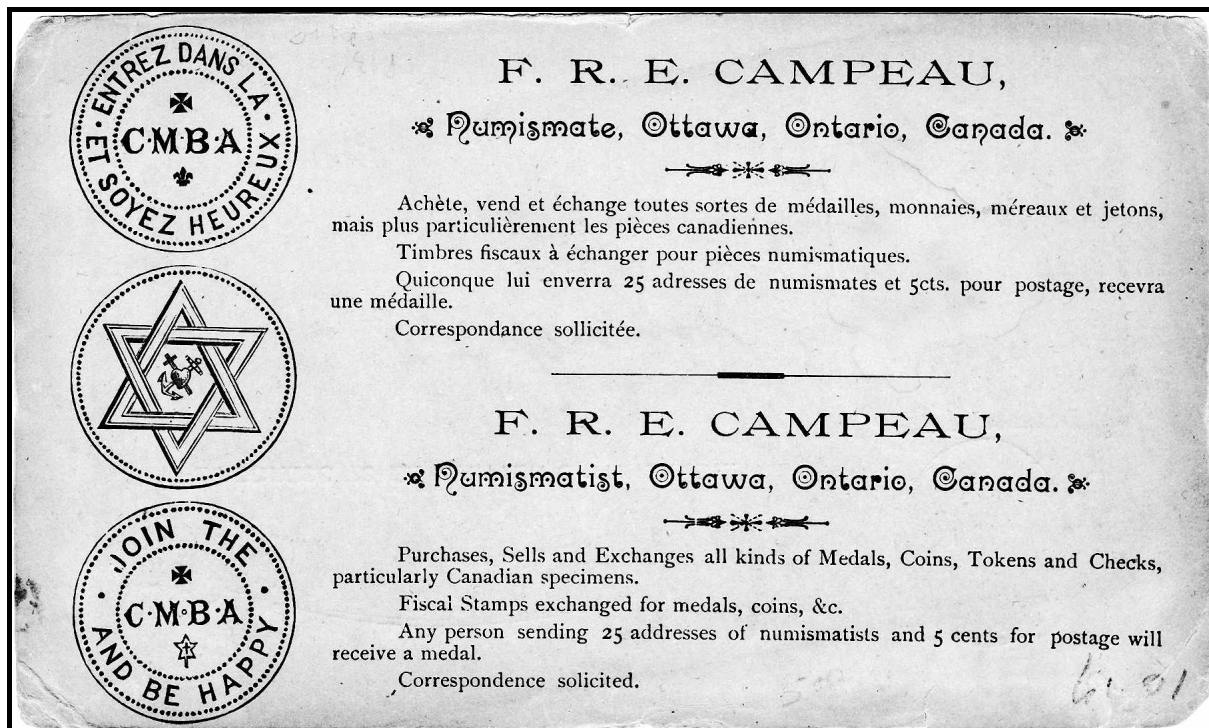 · ENTREZ DANS LA ·
ET SOYEZ HEUREUX
C·M·B·A
F. R. E. CAMPEAU,
Numismate, Ottawa, Ontario, Canada.
Achète, vend et échange toutes sortes de médailles, monnaies, méreaux et jetons,
mais plus particulièrement les pièces canadiennes.
Timbres fiscaux à échanger pour pièces numismatiques.
Quiconque lui enverra 25 adresses de numismates et 5cts. pour postage, recevra
une médaille.
Correspondance sollicitée.
F. R. E. CAMPEAU,
Numismatist, Ottawa, Ontario, Canada.
Purchases, Sells and Exchanges all kinds of Medals, Coins, Tokens and Checks,
particularly Canadian specimens.
Fiscal Stamps exchanged for medals, coins, &c.
Any person sending 25 addresses of numismatists and 5 cents for postage will
receive a medal.
Correspondence solicited.
· JOIN THE ·
AND BE HAPPY
C·M·B·A